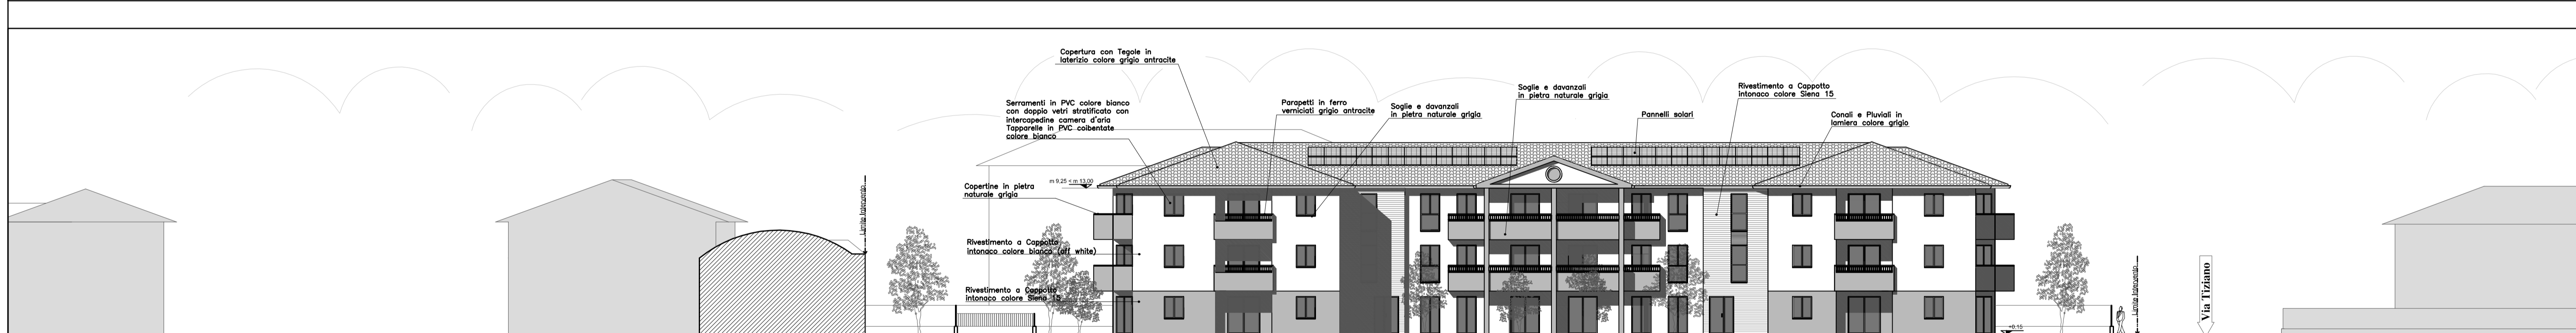 Copertura con Tegole in
laterizio colore grigio antracite
Serramenti in PVC colore bianco
con doppio vetri stratificato con
intercapedine camera d'aria
Tapparelle in PVC coibentate
colore bianco
Parapetti in ferro
verniciati grigio antracite
Soglie e davanzali
in pietra naturale grigia
Soglie e davanzali
in pietra naturale grigia
Pannelli solari
Rivestimento a Cappotto
intonaco colore Siena 15
Conali e Pluviali in
lamiera colore grigio
m 9.25 < m 13.00
Copertine in pietra
naturale grigia
Limite Intervento
Rivestimento a Cappotto
intonaco colore bianco (off white)
Rivestimento a Cappotto
intonaco colore Siena 15
+0.15
Limite Intervento
Via Tiziano